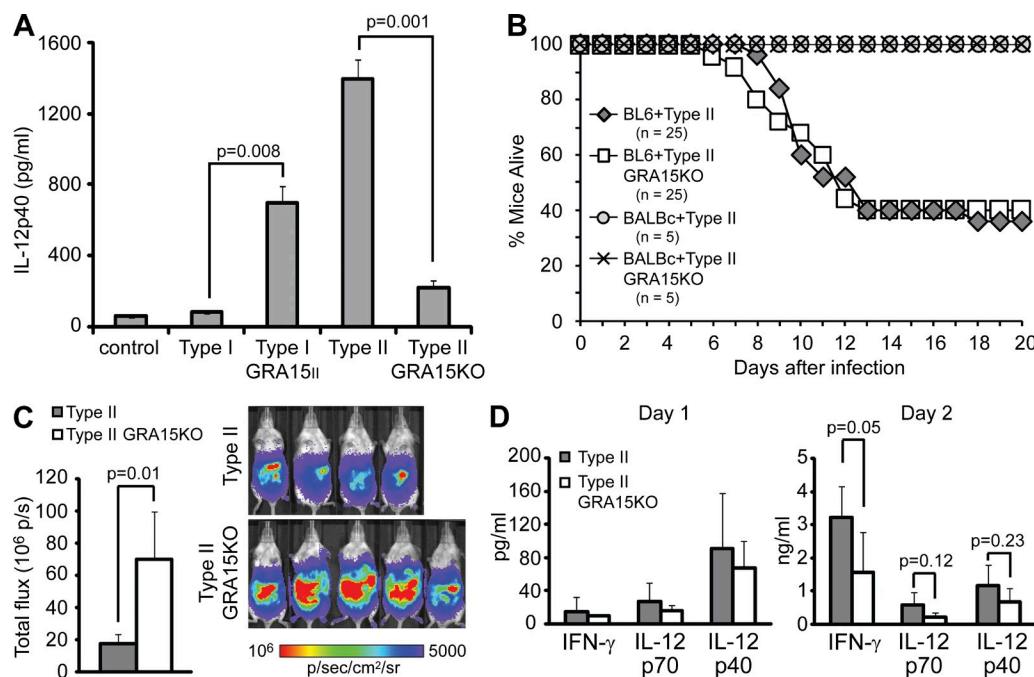 A
IL-12p40 (pg/ml)
1600
1200
800
400
0
p=0.008
p=0.001
control
Type I
Type I
GRA15II
Type II
Type II
GRA15KO
B
% Mice Alive
100
80
60
40
20
0
BL6+Type II
(n = 25)
BL6+Type II
GRA15KO
(n = 25)
BALBc+Type II
(n = 5)
BALBc+Type II
GRA15KO
(n = 5)
0 2 4 6 8 10 12 14 16 18 20
Days after infection
C
Type II
Type II GRA15KO
p=0.01
Total flux (10⁶ p/s)
120
100
80
60
40
20
0
Type II
Type II
GRA15KO
10⁶ 5000
p/sec/cm²/sr
D
Day 1
pg/ml
200
160
120
80
40
0
Type II
Type II
GRA15KO
IFN-γ IL-12 IL-12
p70 p40
Day 2
ng/ml
5
4
3
2
1
0
p=0.05
p=0.12
p=0.23
IFN-γ IL-12 IL-12
p70 p40